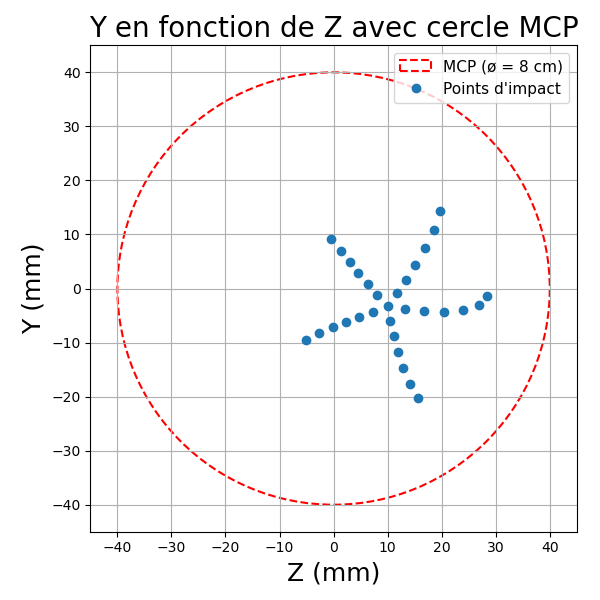 Y en fonction de Z avec cercle MCP
MCP (ø = 8 cm)
Points d'impact
Y (mm)
40
30
20
10
0
−10
−20
−30
−40
−40 −30 −20 −10 0 10 20 30 40
Z (mm)